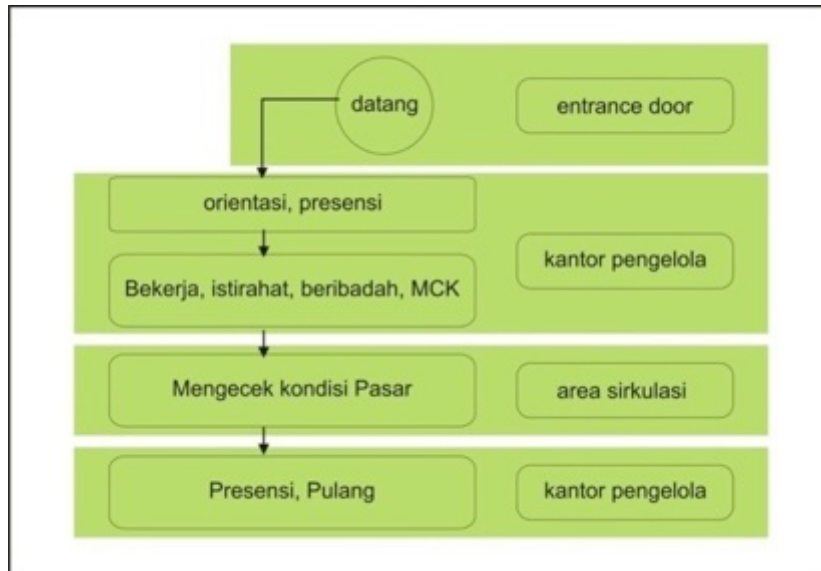 datang
entrance door
orientasi, presensi
kantor pengelola
Bekerja, istirahat, beribadah, MCK
Mengecek kondisi Pasar
area sirkulasi
Presensi, Pulang
kantor pengelola